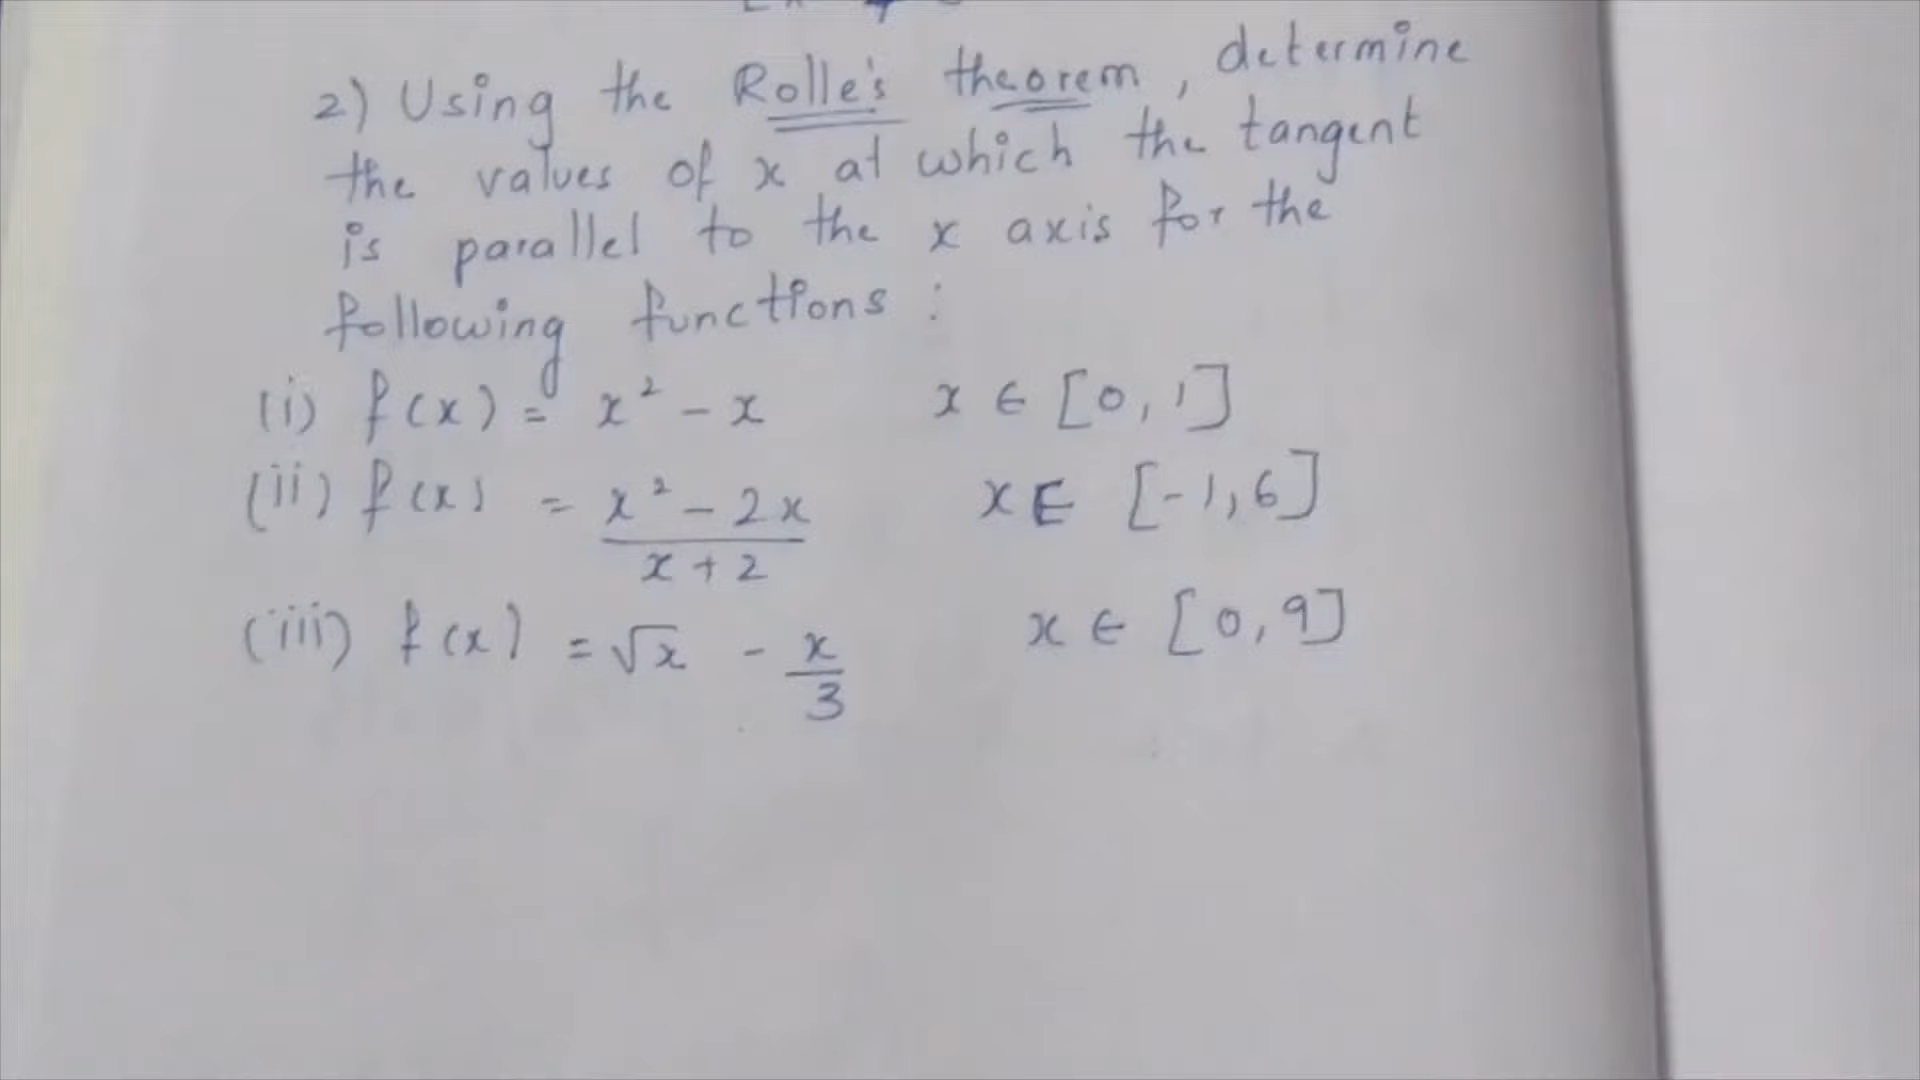 2) Using the Rolle's theorem, determine
the values of x at which the tangent
is parallel to the x axis for the
following functions :
(i) f(x) = x² - x x ∈ [0, 1]
(ii) f(x) = x² - 2x / x + 2 x ∈ [-1, 6]
(iii) f(x) = √x - x/3 x ∈ [0, 9]